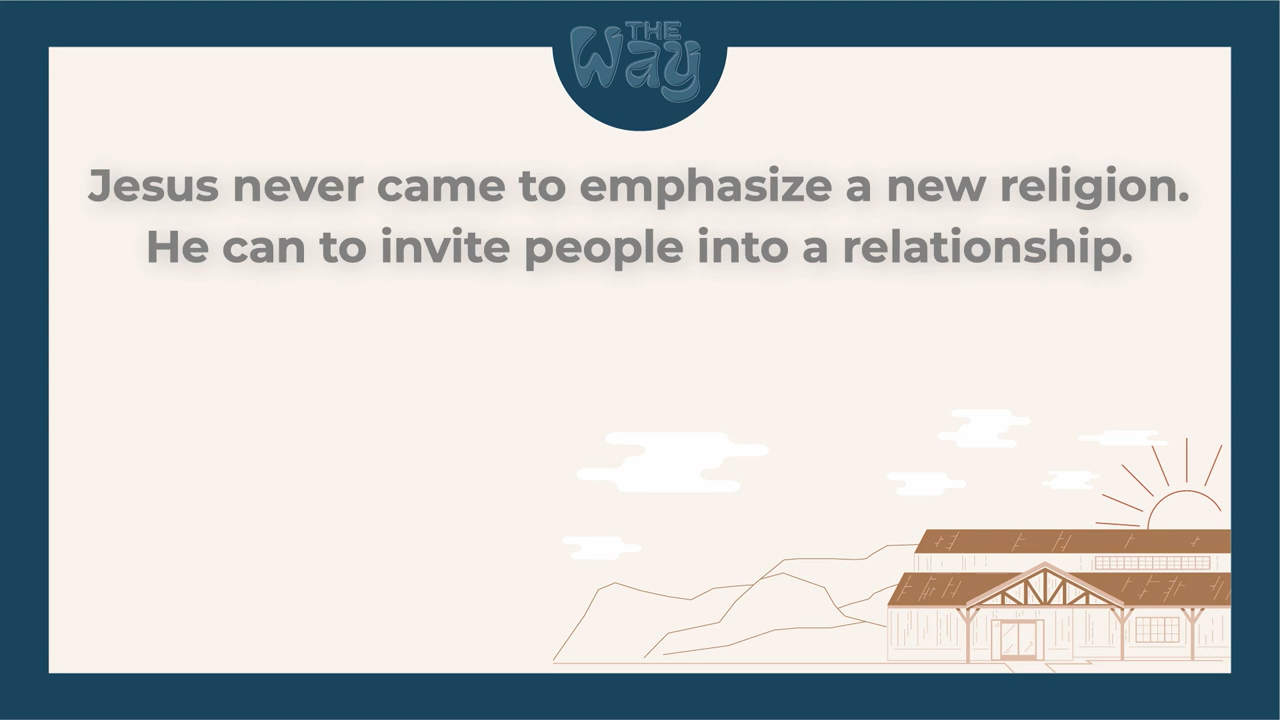 THE
Way
Jesus never came to emphasize a new religion.
He can to invite people into a relationship.